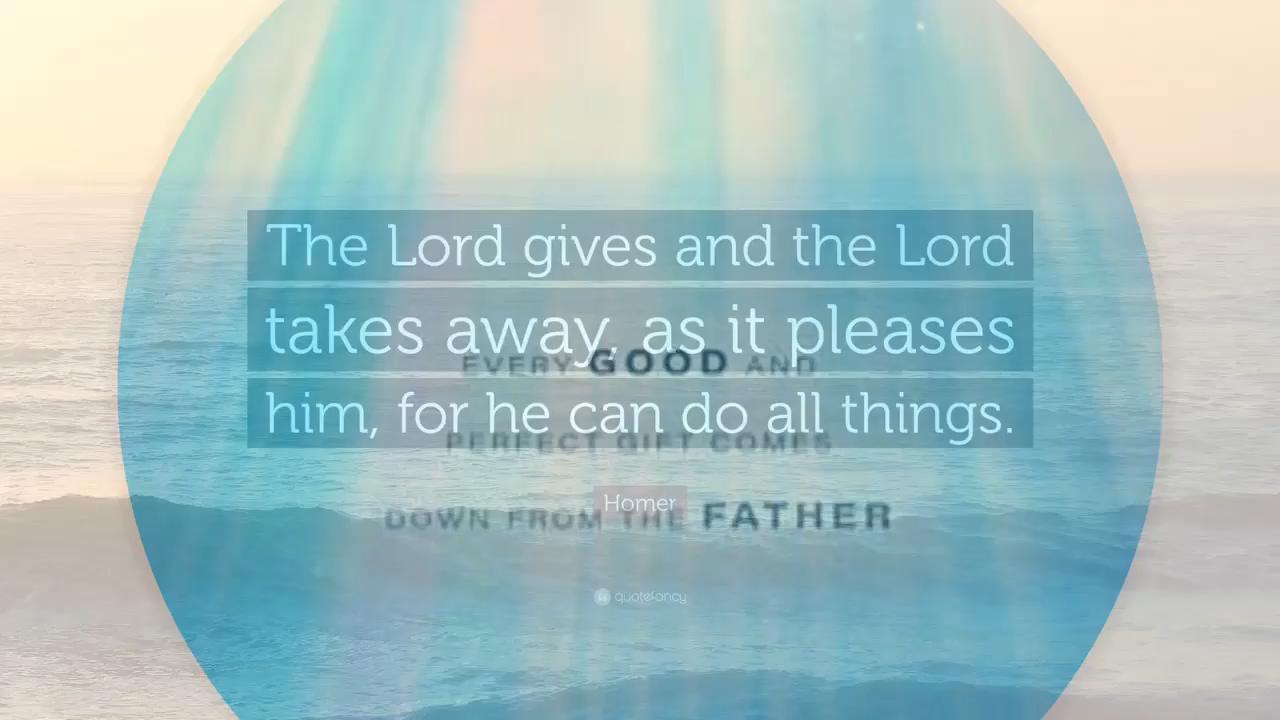 The Lord gives and the Lord
takes away, as it pleases
EVERY GOOD AND
him, for he can do all things.
PERFECT GIFT COMES
Homer
DOWN FROM THE FATHER
quotefancy